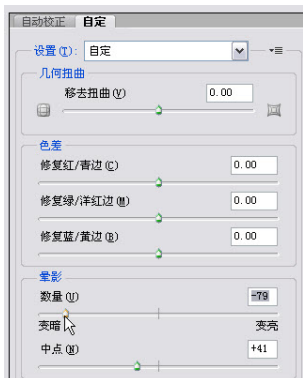 自动校正 自定
设置(T): 自定
几何扭曲
移去扭曲(V) 0.00
色差
修复红/青边(C) 0.00
修复绿/洋红边(M) 0.00
修复蓝/黄边(B) 0.00
晕影
数量(U) -79
变暗 变亮
中点(N) +41